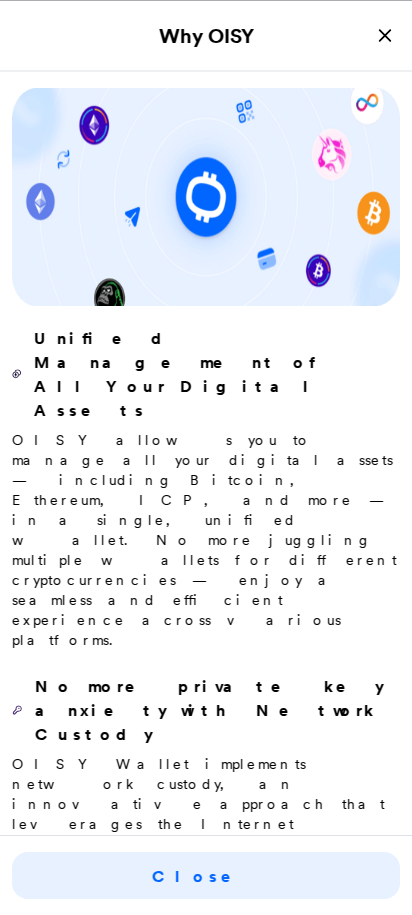 Why OISY
Unified
Management of
All Your Digital
Assets
OISY allows you to
manage all your digital assets
— including Bitcoin,
Ethereum, ICP, and more —
in a single, unified
wallet. No more juggling
multiple wallets for different
cryptocurrencies — enjoy a
seamless and efficient
experience across various
platforms.
No more private key
anxiety with Network
Custody
OISY Wallet implements
network custody, an
innovative approach that
leverages the Internet
Close